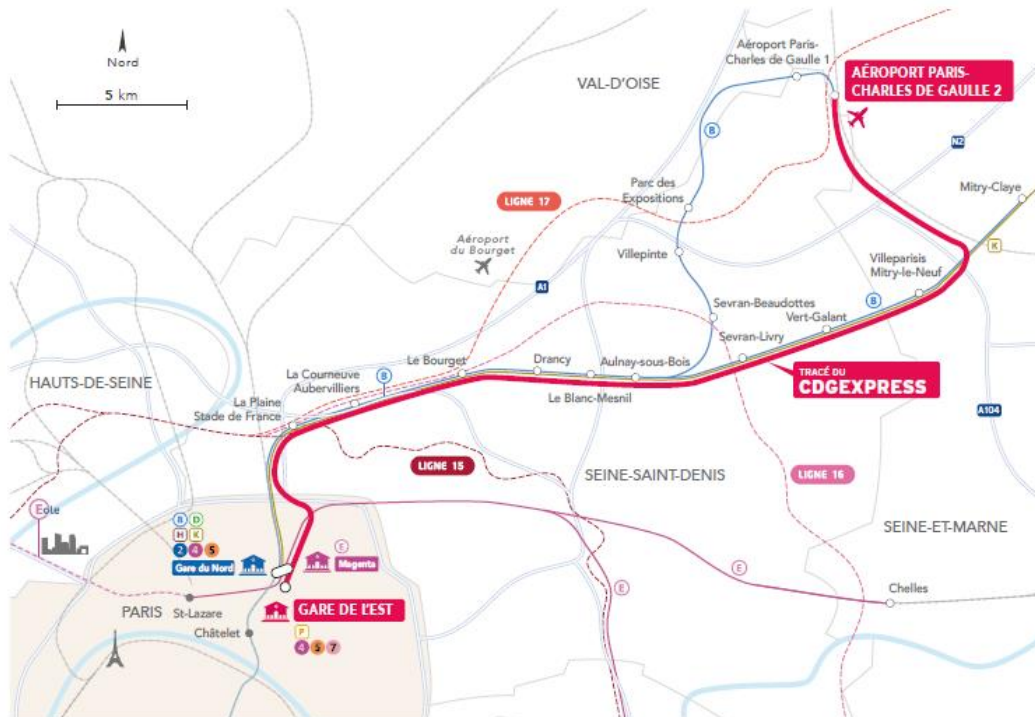 Nord
5 km
VAL-D'OISE
Aéroport Paris-
Charles de Gaulle 1
AÉROPORT PARIS-
CHARLES DE GAULLE 2
B
N2
Mitry-Claye
K
Parc des
Expositions
LIGNE 17
Aéroport
du Bourget
Villepinte
A1
Villeparisis
Mitry-le-Neuf
B
Sevran-Beaudottes
Vert-Galant
Sevran-Livry
Le Bourget
Drancy
Aulnay-sous-Bois
Le Blanc-Mesnil
B
La Courneuve
Aubervilliers
HAUTS-DE-SEINE
La Plaine
Stade de France
TRACÉ DU
CDGEXPRESS
A104
LIGNE 15
SEINE-SAINT-DENIS
LIGNE 16
SEINE-ET-MARNE
Eole
B D
H K
2 4 5
Gare du Nord
E
Magenta
E
E
Chelles
PARIS
St-Lazare
GARE DE L'EST
Châtelet
P
4 5 7